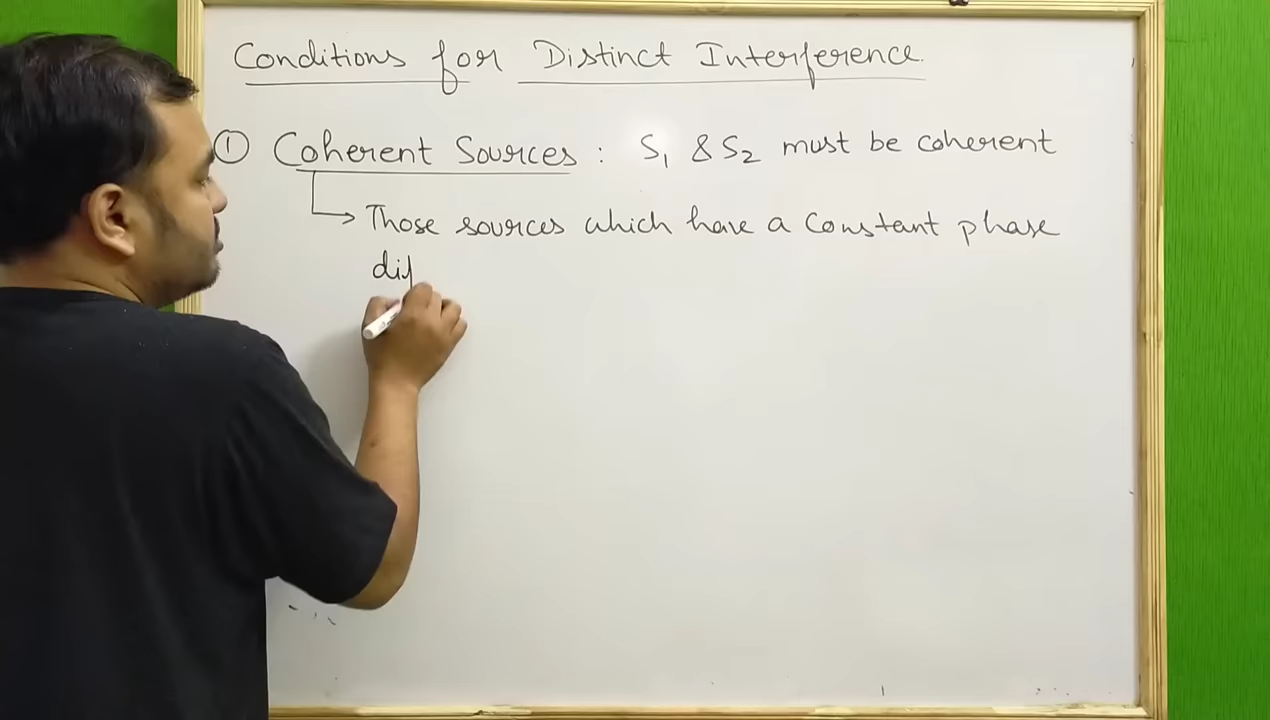 Conditions for Distinct Interference.
① Coherent Sources : S₁ & S₂ must be coherent
→ Those sources which have a constant phase
dif